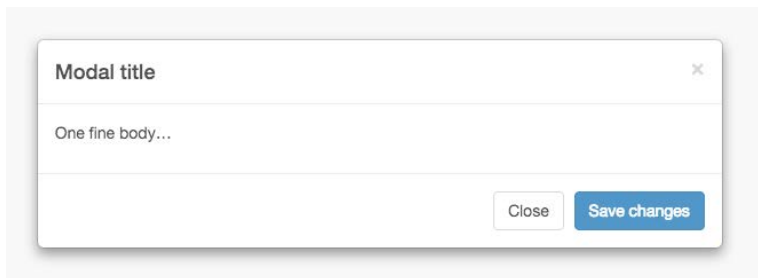 Modal title ×
One fine body…
Close Save changes